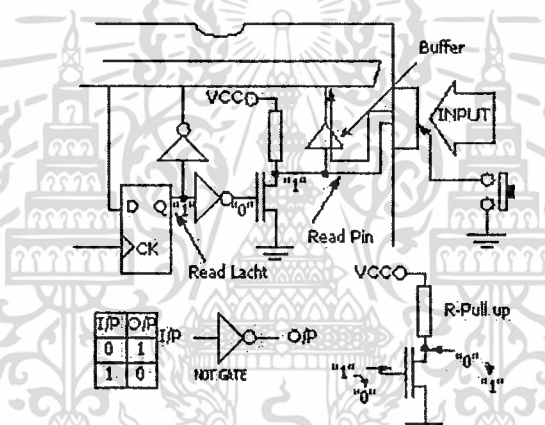 Buffer
VCC
INPUT
"1"
D Q
"1"
"0"
CK
Read Pin
Read Lacht
VCC
R-Pull up
I/P O/P
0 1
1 0
I/P
O/P
NOT GATE
"1"
"0"
"0"
"1"